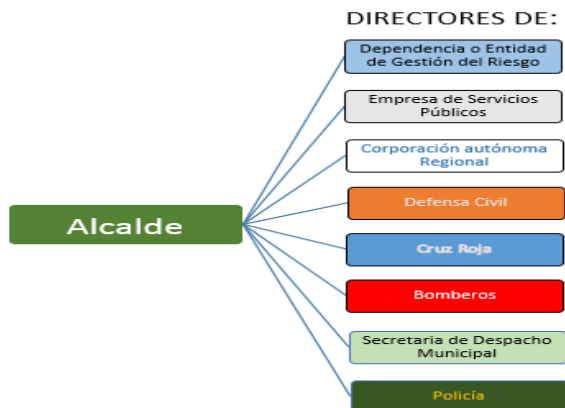 DIRECTORES DE:
Dependencia o Entidad
de Gestión del Riesgo
Empresa de Servicios
Públicos
Corporación autónoma
Regional
Defensa Civil
Alcalde
Cruz Roja
Bomberos
Secretaria de Despacho
Municipal
Policía